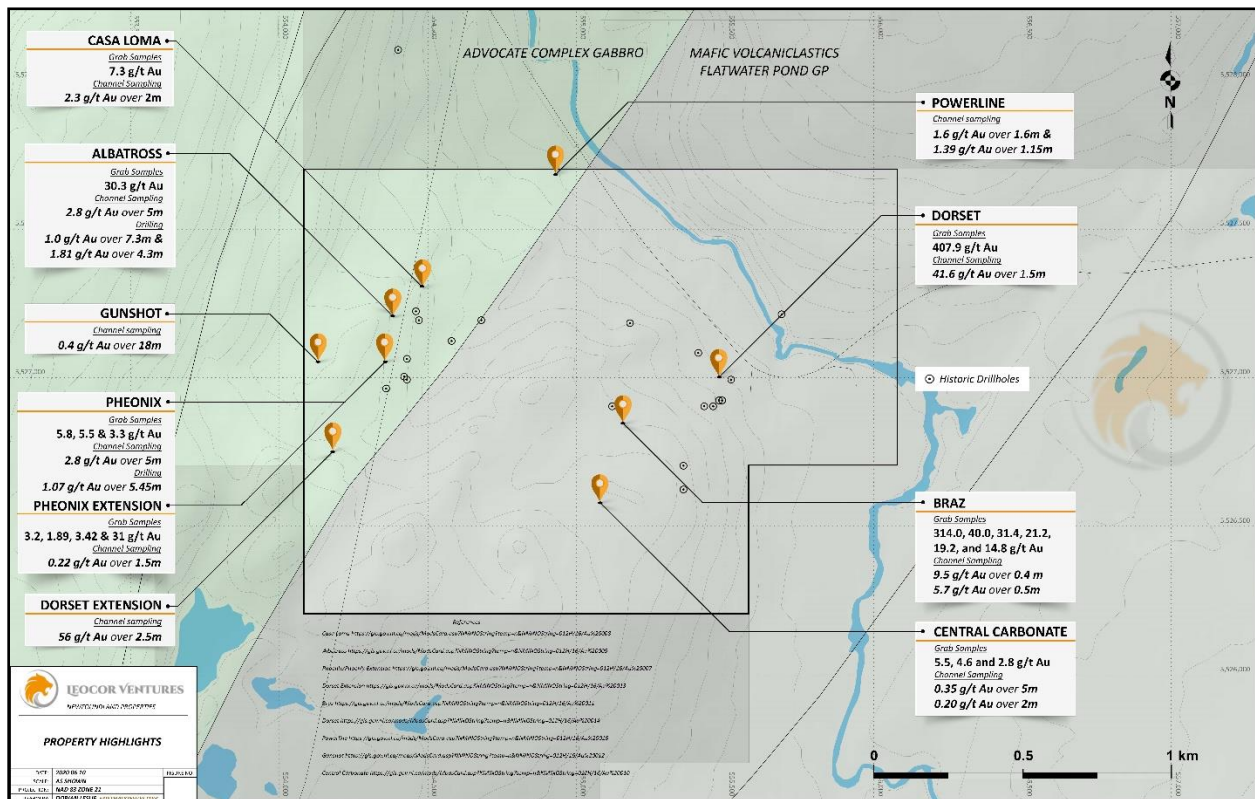 CASA LOMA
Grab Samples
7.3 g/t Au
Channel Sampling
2.3 g/t Au over 2m
ALBATROSS
Grab Samples
30.3 g/t Au
Channel Sampling
2.8 g/t Au over 5m
Drilling
1.0 g/t Au over 7.3m &
1.81 g/t Au over 4.3m
GUNSHOT
Channel sampling
0.4 g/t Au over 18m
PHEONIX
Grab Samples
5.8, 5.5 & 3.3 g/t Au
Channel Sampling
2.8 g/t Au over 5m
Drilling
1.07 g/t Au over 5.45m
PHEONIX EXTENSION
Grab Samples
3.2, 1.89, 3.42 & 31 g/t Au
Channel Sampling
0.22 g/t Au over 1.5m
DORSET EXTENSION
Channel sampling
56 g/t Au over 2.5m
ADVOCATE COMPLEX GABBRO
MAFIC VOLCANICLASTICS
FLATWATER POND GP
N
POWERLINE
Channel sampling
1.6 g/t Au over 1.6m &
1.39 g/t Au over 1.15m
DORSET
Grab Samples
407.9 g/t Au
Channel Sampling
41.6 g/t Au over 1.5m
Historic Drillholes
BRAZ
Grab Samples
314.0, 40.0, 31.4, 21.2,
19.2, and 14.8 g/t Au
Channel Sampling
9.5 g/t Au over 0.4 m
5.7 g/t Au over 0.5m
CENTRAL CARBONATE
Grab Samples
5.5, 4.6 and 2.8 g/t Au
Channel Sampling
0.35 g/t Au over 5m
0.20 g/t Au over 2m
0 0.5 1 km
References
LEOCOR VENTURES
NEWFOUNDLAND PROPERTIES
PROPERTY HIGHLIGHTS
2020 06 10
AS SHOWN
NAD 83 ZONE 21
DORIAN LESLIE